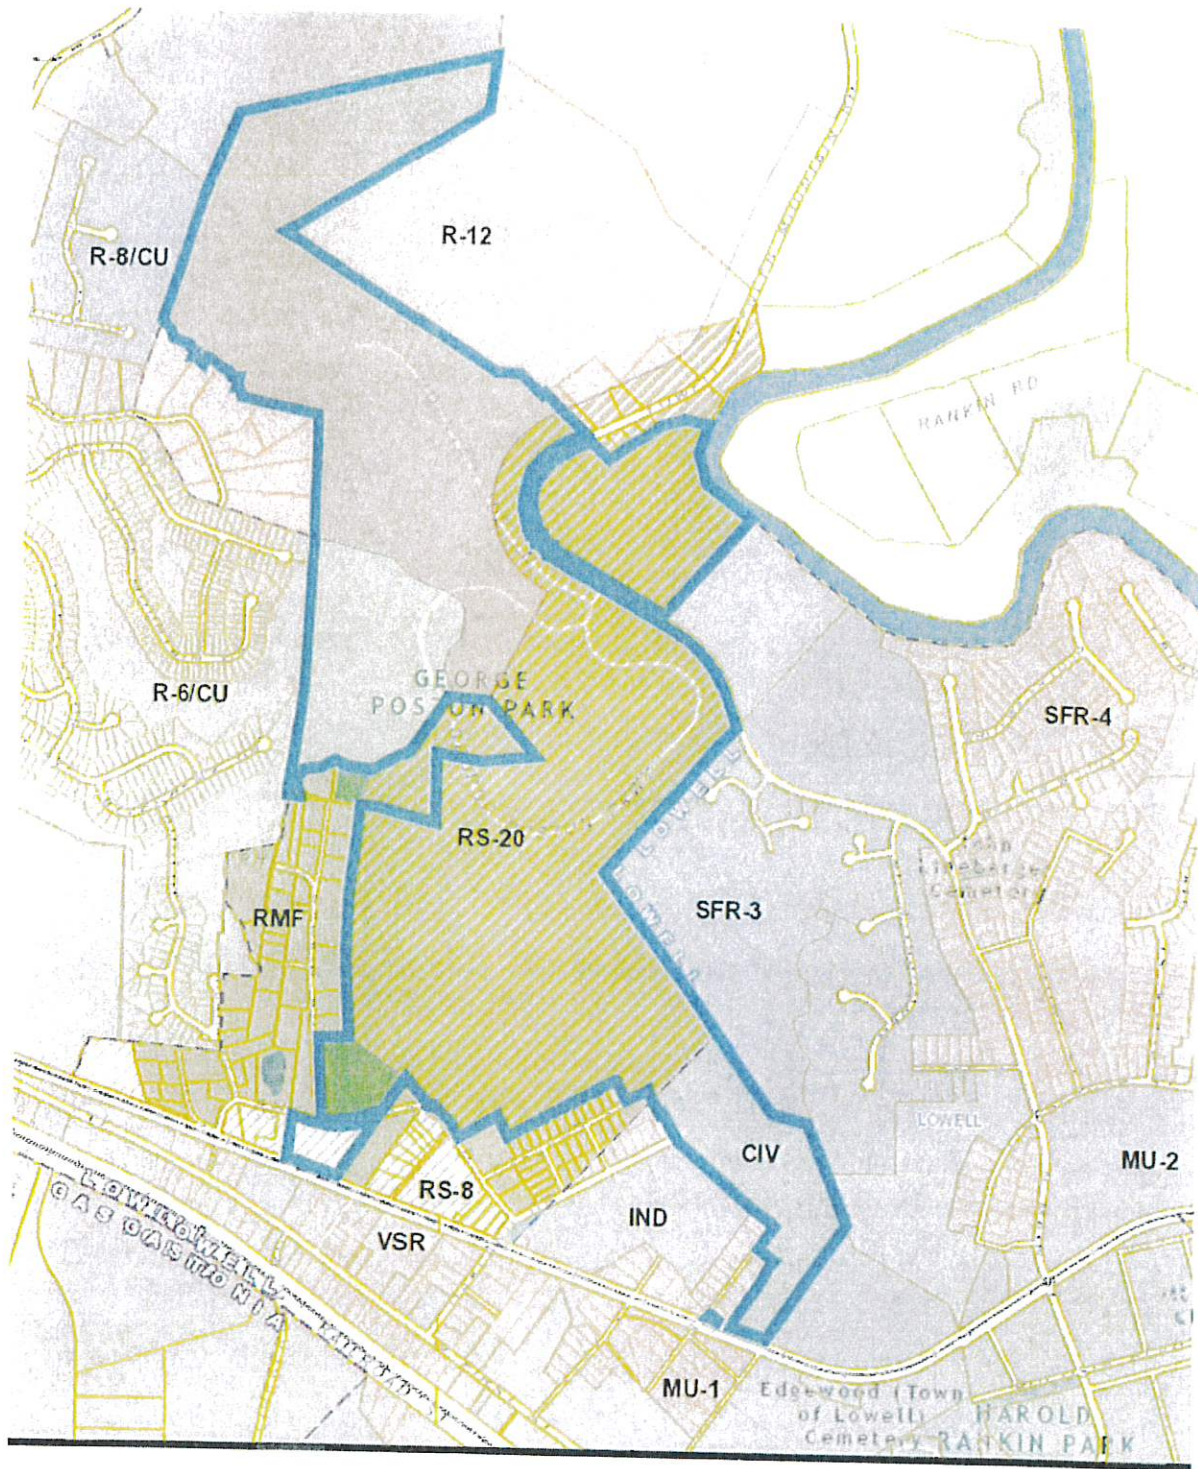 R-12
R-8/CU
RANKIN RD
GEORGE
POSTON PARK
R-6/CU
SFR-4
LOWELL
LOWELL
RS-20
Cemetery
SFR-3
RMF
LOWELL
CIV
MU-2
RS-8
IND
VSR
LOWELL
GASTONIA
MU-1
Edgewood (Town
of Lowell)
Cemetery
HAROLD
RANKIN PARK